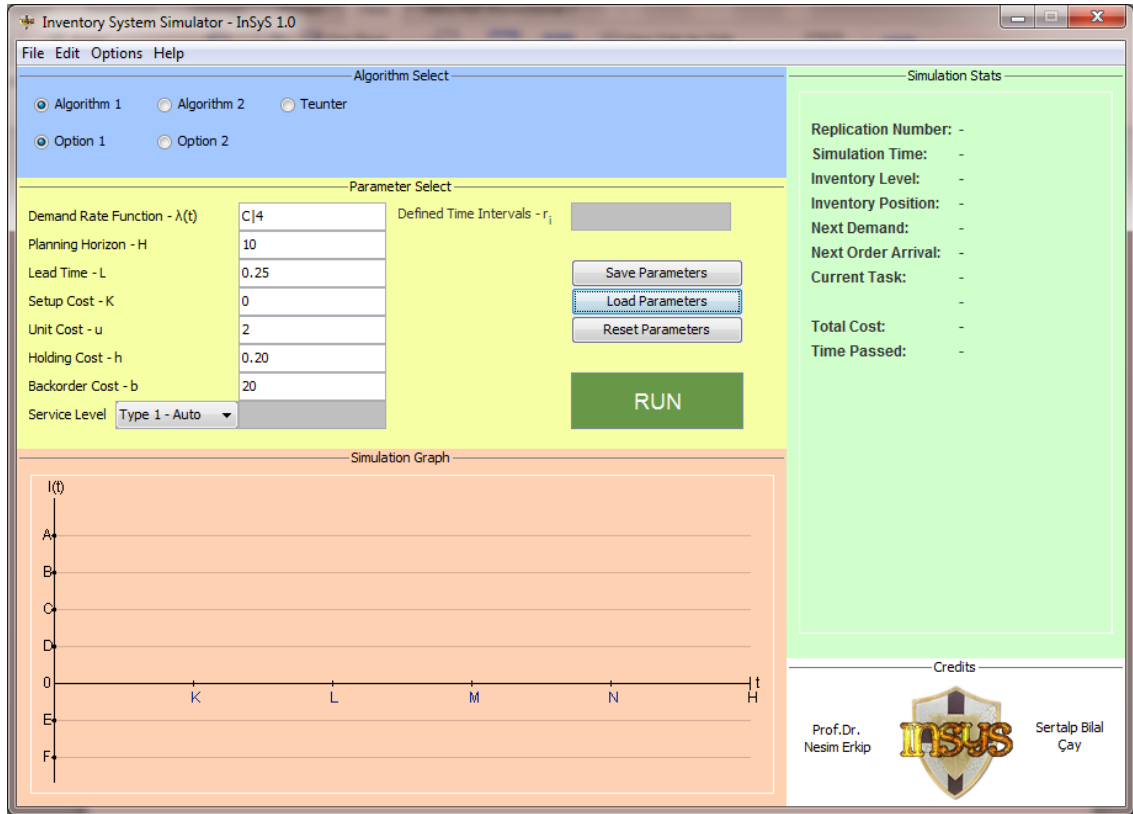 Inventory System Simulator - InSyS 1.0
File Edit Options Help
Algorithm Select
Algorithm 1 Algorithm 2 Teunter
Option 1 Option 2
Parameter Select
Demand Rate Function - λ(t) C|4 Defined Time Intervals - ri
Planning Horizon - H 10
Lead Time - L 0.25 Save Parameters
Setup Cost - K 0 Load Parameters
Unit Cost - u 2 Reset Parameters
Holding Cost - h 0.20
Backorder Cost - b 20
RUN
Service Level Type 1 - Auto
Simulation Graph
I(t)
A
B
C
D
0 t
K L M N H
E
F
Simulation Stats
Replication Number: -
Simulation Time: -
Inventory Level: -
Inventory Position: -
Next Demand: -
Next Order Arrival: -
Current Task: -
-
Total Cost: -
Time Passed: -
Credits
Prof.Dr.
Nesim Erkip
INSYS
Sertalp Bilal
Çay